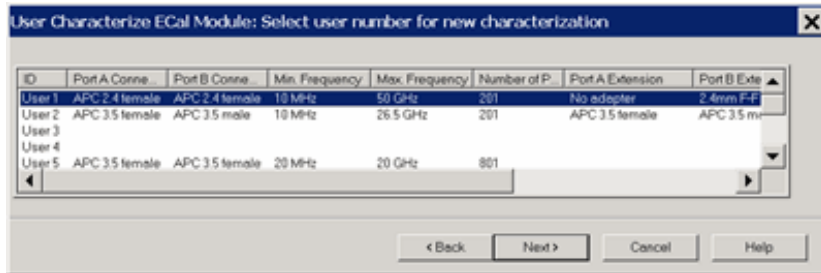 User Characterize ECal Module: Select user number for new characterization
ID Port A Conne... Port B Conne... Min. Frequency Max. Frequency Number of P... Port A Extension Port B Exte
User 1 APC 2.4 female APC 2.4 female 10 MHz 50 GHz 201 No adapter 2.4mm F-F
User 2 APC 3.5 female APC 3.5 male 10 MHz 26.5 GHz 201 APC 3.5 female APC 3.5 m
User 3
User 4
User 5 APC 3.5 female APC 3.5 female 20 MHz 20 GHz 801
< Back Next > Cancel Help